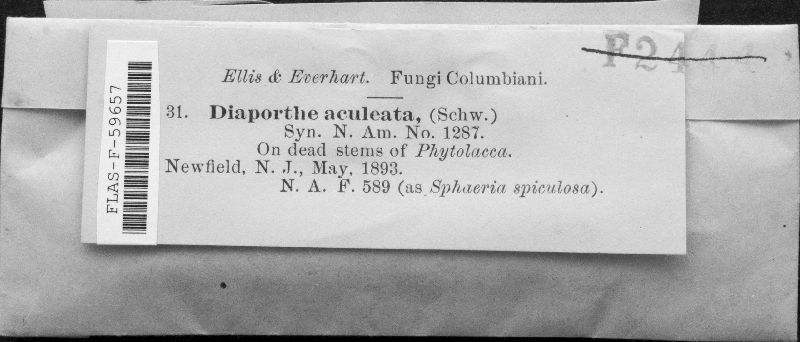 F2444
Ellis & Everhart. Fungi Columbiani.
31. Diaporthe aculeata, (Schw.)
Syn. N. Am. No. 1287.
On dead stems of Phytolacca.
Newfield, N. J., May, 1893.
N. A. F. 589 (as Sphaeria spiculosa).
FLAS-F-59657